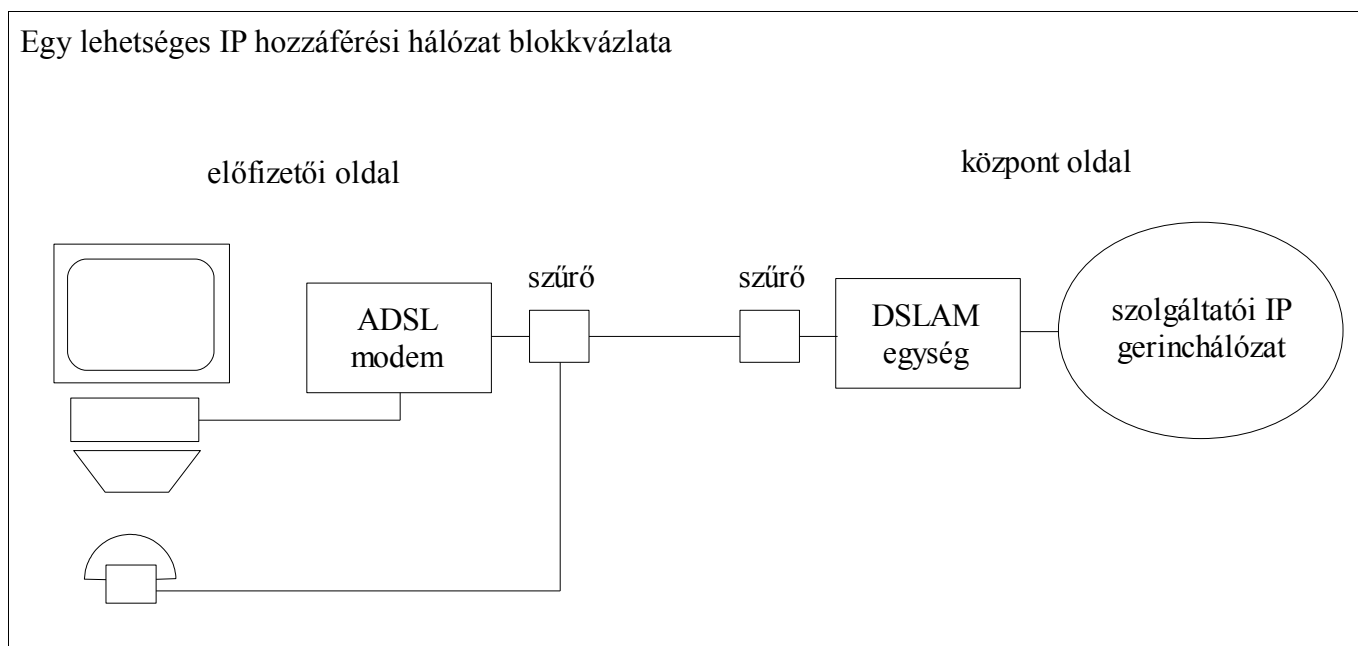 Egy lehetséges IP hozzáférési hálózat blokkvázlata
előfizetői oldal
központ oldal
szűrő
szűrő
ADSL
modem
DSLAM
egység
szolgáltatói IP
gerinchálózat